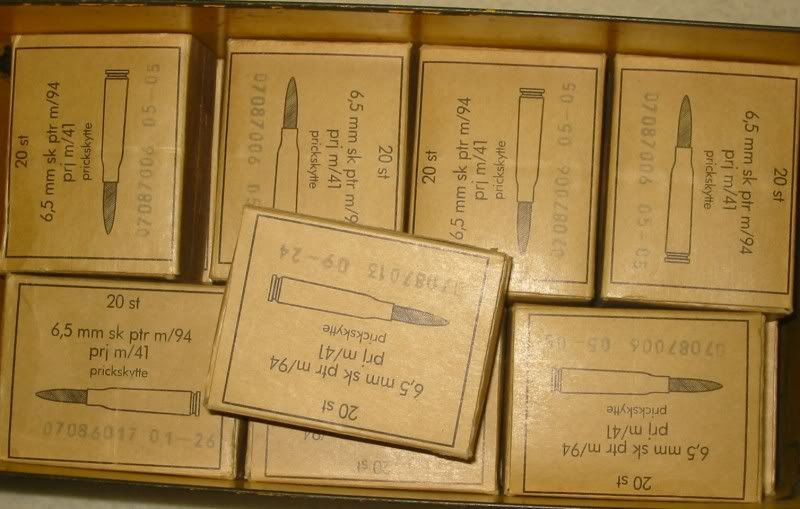 20 st
6,5 mm sk ptr m/94
prj m/41
prickskytte
07087006 05-05
20 st
6,5 mm sk ptr m/9
prj m/41
prickskytte
07087006 05
20 st
6,5 mm sk ptr m/94
prj m/41
prickskytte
07087006 05-05
20 st
6,5 mm sk ptr m/94
prj m/41
prickskytte
07087006 05-05
20 st
6,5 mm sk ptr m/94
prj m/41
prickskytte
07086017 01-26
20 st
6,5 mm sk ptr m/94
prj m/41
prickskytte
07087013 09-24
20 st
/94
20 st
6,5 mm sk ptr m/94
prj m/41
prickskytte
07087006 05-05